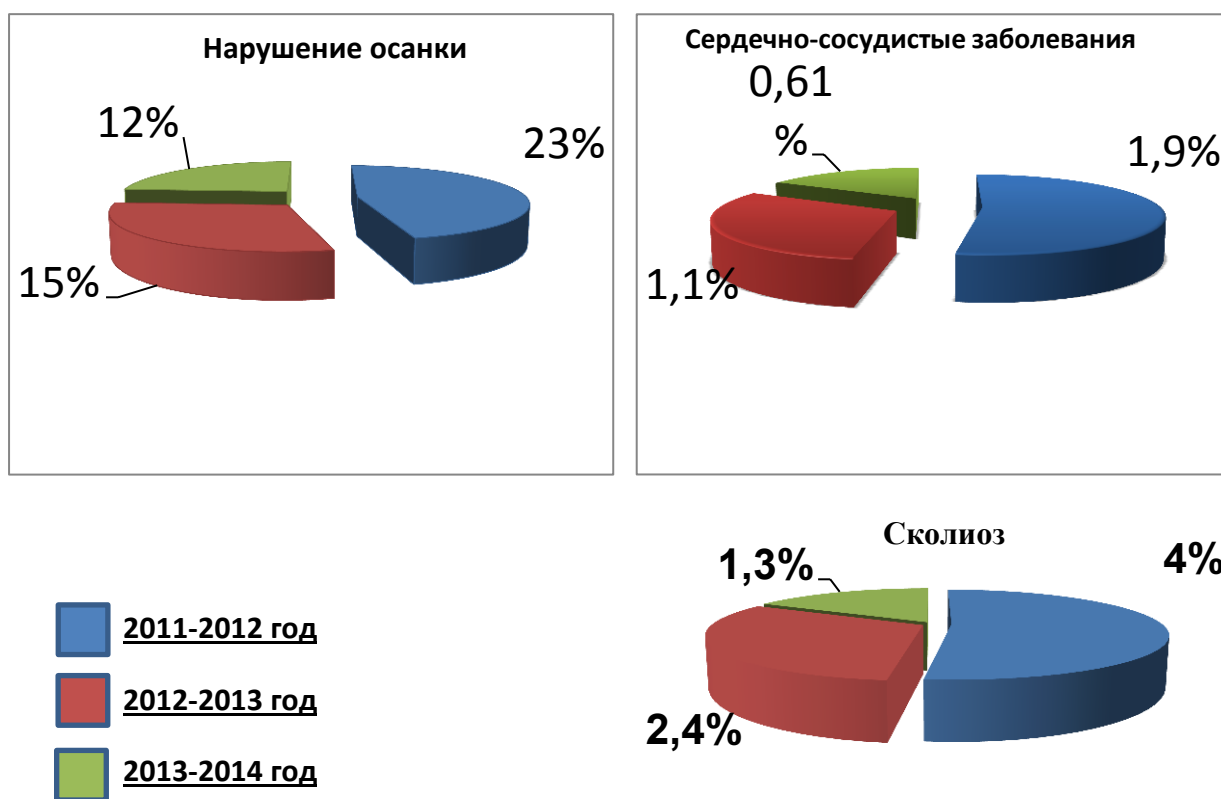 Нарушение осанки
12%
23%
15%
Сердечно-сосудистые заболевания
0,61
%
1,9%
1,1%
Сколиоз
1,3%
4%
2,4%
2011-2012 год
2012-2013 год
2013-2014 год